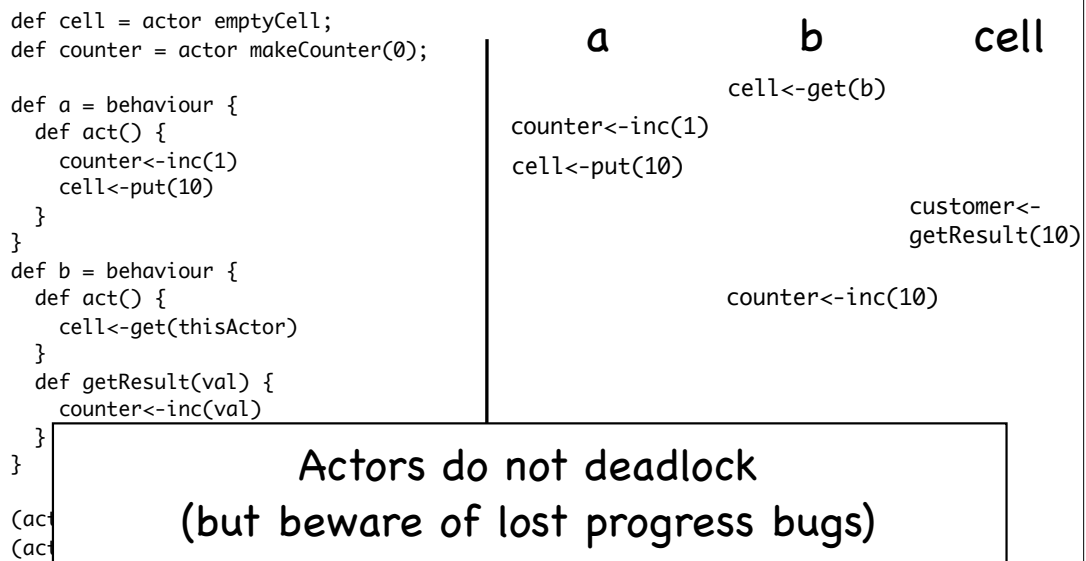 def cell = actor emptyCell;
def counter = actor makeCounter(0);
def a = behaviour {
  def act() {
    counter<-inc(1)
    cell<-put(10)
  }
}
def b = behaviour {
  def act() {
    cell<-get(thisActor)
  }
  def getResult(val) {
    counter<-inc(val)
  }
}
(act
(act
a b cell
cell<-get(b)
counter<-inc(1)
cell<-put(10)
customer<-
getResult(10)
counter<-inc(10)
Actors do not deadlock
(but beware of lost progress bugs)